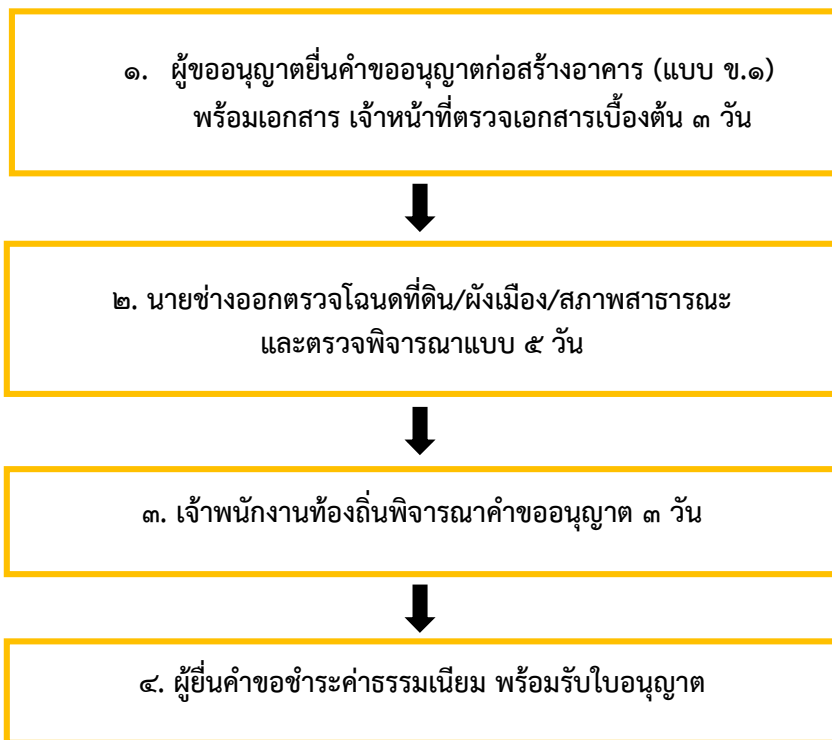 ๑. ผู้ขออนุญาตยื่นคำขออนุญาตก่อสร้างอาคาร (แบบ ข.๑)
พร้อมเอกสาร เจ้าหน้าที่ตรวจเอกสารเบื้องต้น ๓ วัน
๒. นายช่างออกตรวจโฉนดที่ดิน/ผังเมือง/สภาพสาธารณะ
และตรวจพิจารณาแบบ ๕ วัน
๓. เจ้าพนักงานท้องถิ่นพิจารณาคำขออนุญาต ๓ วัน
๔. ผู้ยื่นคำขอชำระค่าธรรมเนียม พร้อมรับใบอนุญาต